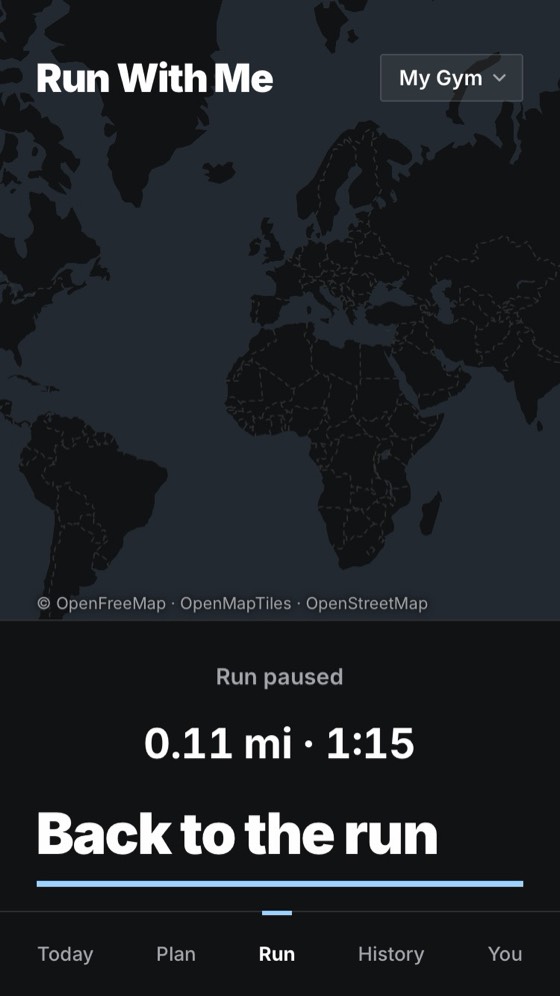 Run With Me
My Gym
© OpenFreeMap · OpenMapTiles · OpenStreetMap
Run paused
0.11 mi · 1:15
Back to the run
Today Plan Run History You